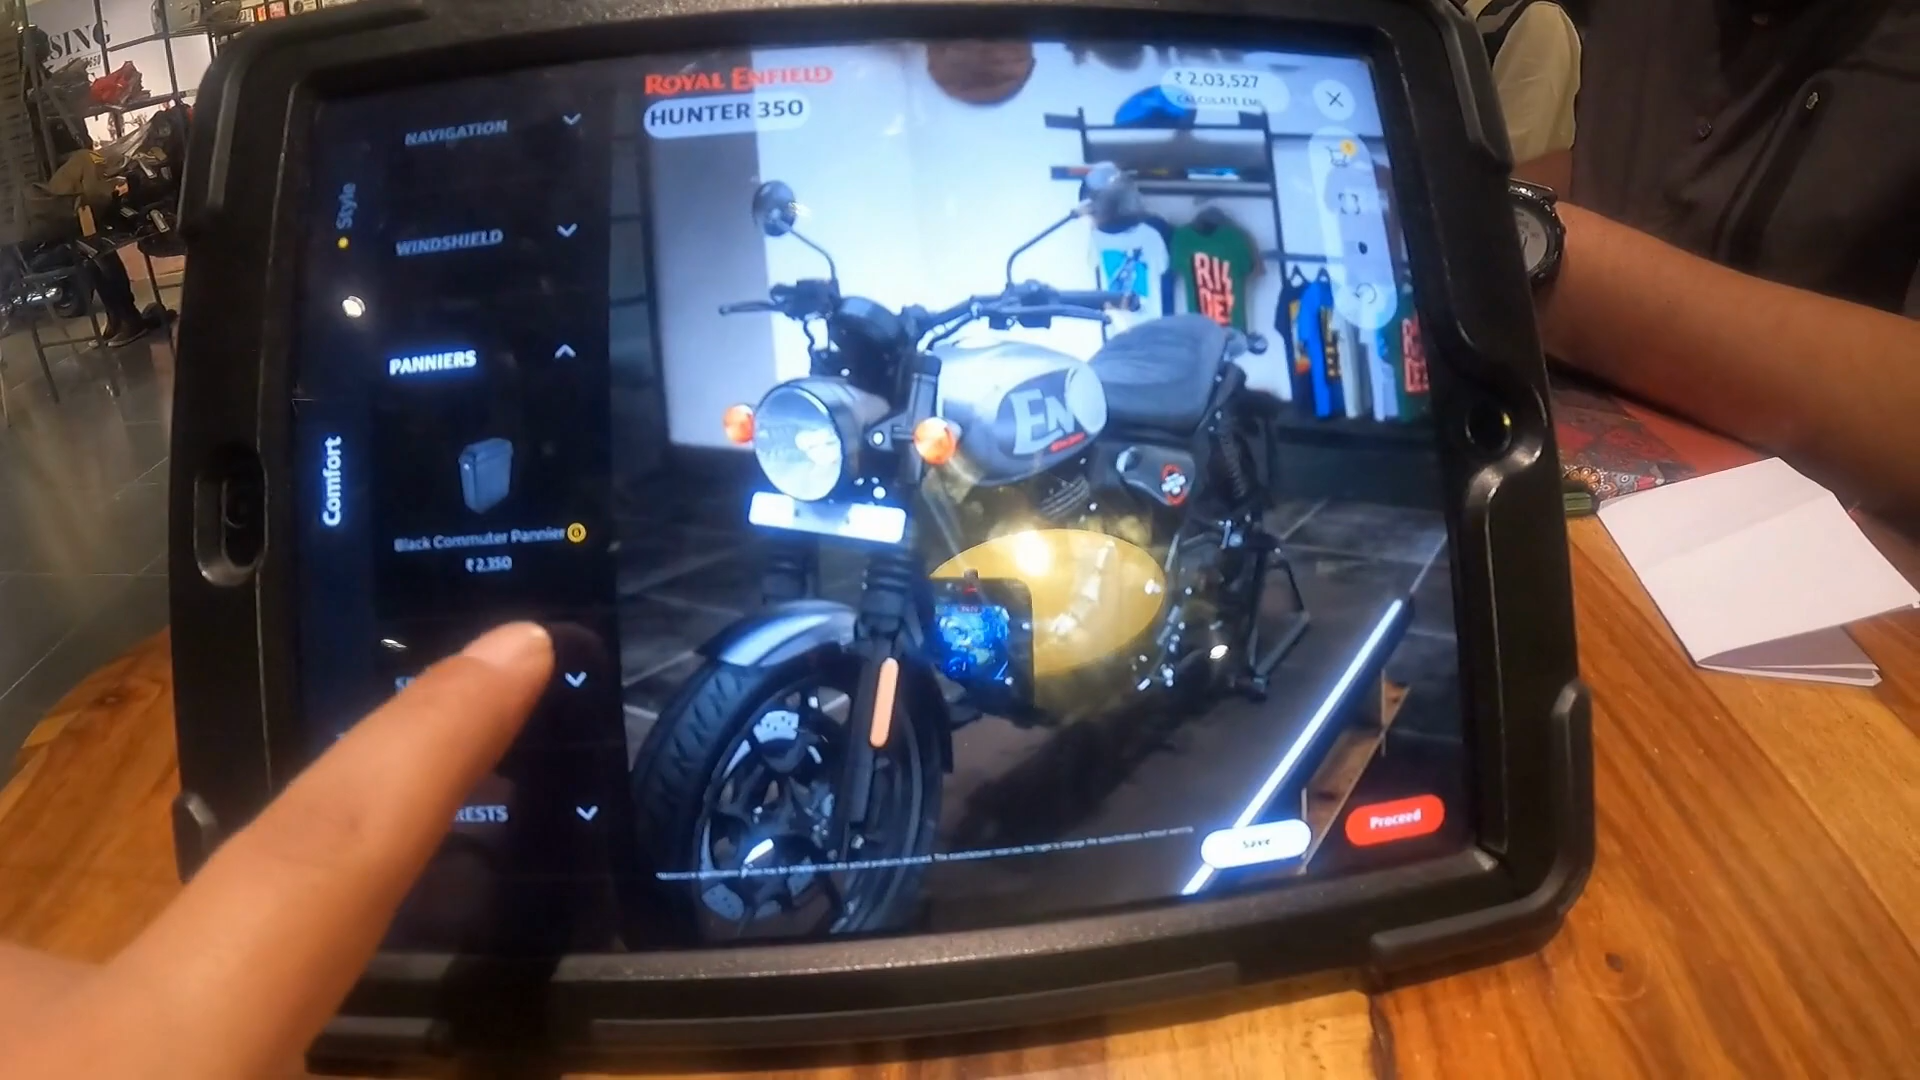 SING
ROYAL ENFIELD
HUNTER 350
₹ 2,03,527
CALCULATE EMI
Style
Comfort
NAVIGATION
WINDSHIELD
PANNIERS
Black Commuter Pannier
₹ 2,350
RESTS
Save
Proceed